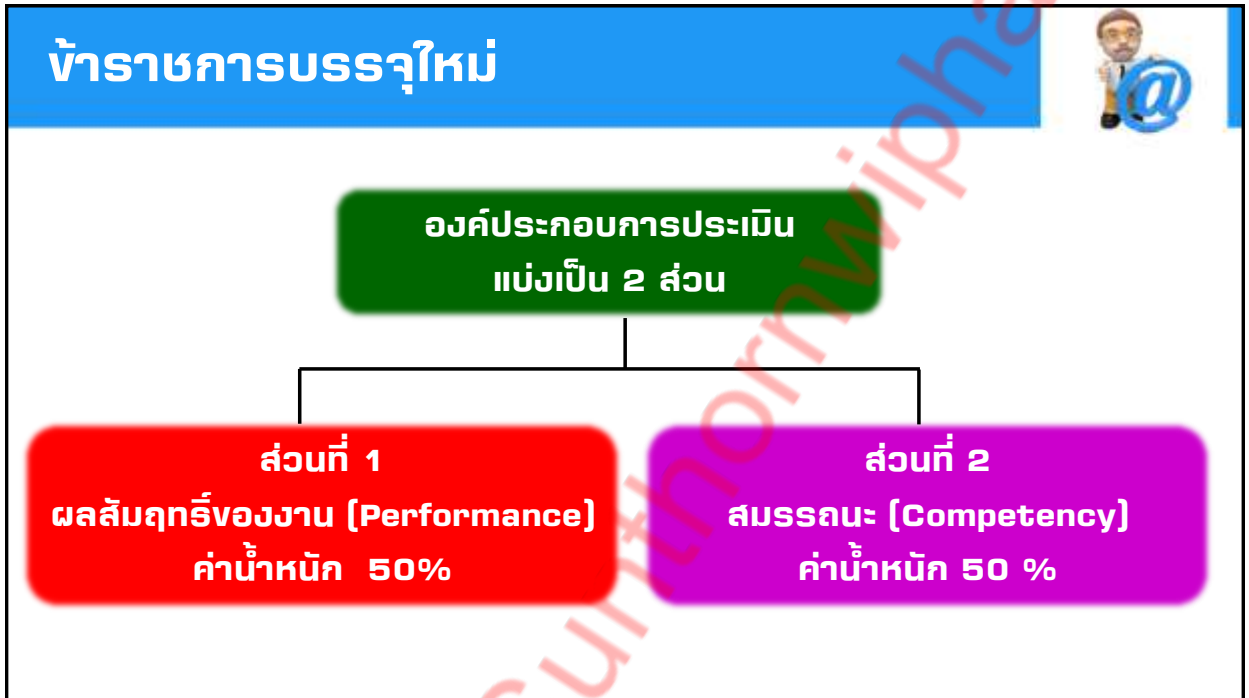 ข้าราชการบรรจุใหม่
องค์ประกอบการประเมิน
แบ่งเป็น 2 ส่วน
ส่วนที่ 1
ผลสัมฤทธิ์ของงาน (Performance)
ค่าน้ำหนัก 50%
ส่วนที่ 2
สมรรถนะ (Competency)
ค่าน้ำหนัก 50 %
@
Sunthornwipha